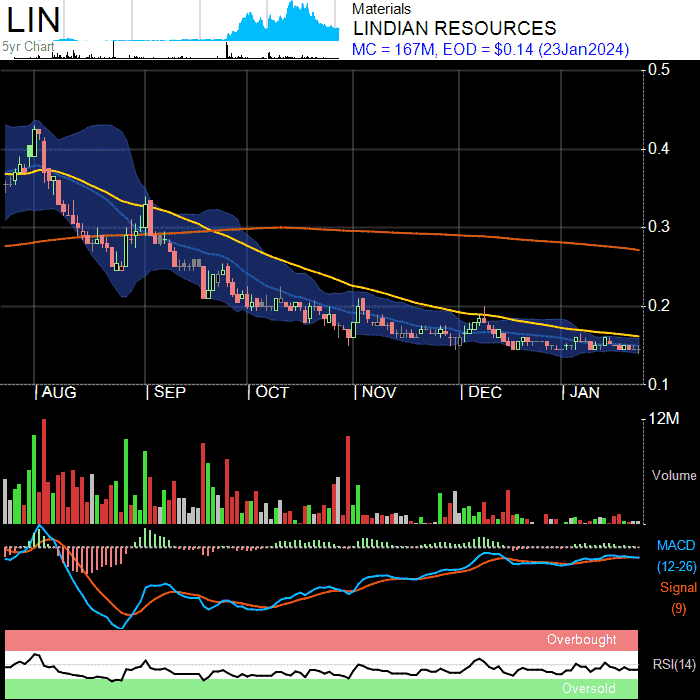 LIN
5yr Chart
Materials
LINDIAN RESOURCES
MC = 167M, EOD = $0.14 (23Jan2024)
0.5
0.4
0.3
0.2
0.1
AUG SEP OCT NOV DEC JAN
12M
Volume
MACD
(12-26)
Signal
(9)
Overbought
RSI(14)
Oversold